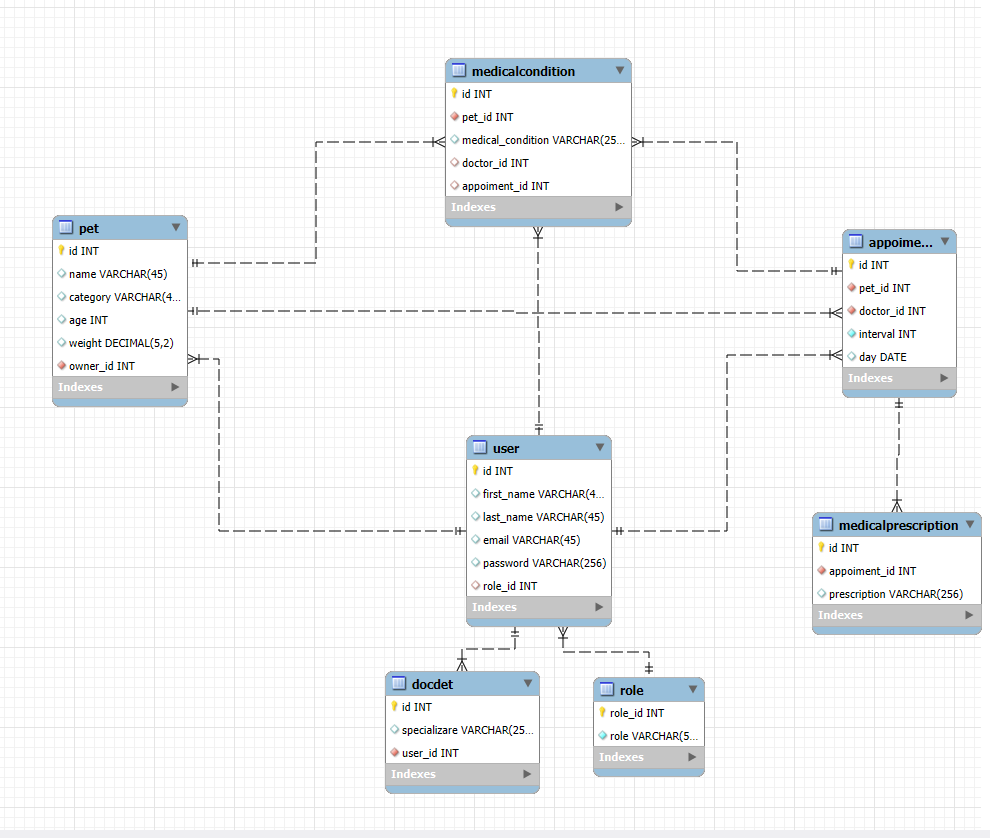 medicalcondition
id INT
pet_id INT
medical_condition VARCHAR(25...
doctor_id INT
appoiment_id INT
Indexes
pet
id INT
name VARCHAR(45)
category VARCHAR(4...
age INT
weight DECIMAL(5,2)
owner_id INT
Indexes
appoime...
id INT
pet_id INT
doctor_id INT
interval INT
day DATE
Indexes
user
id INT
first_name VARCHAR(4...
last_name VARCHAR(45)
email VARCHAR(45)
password VARCHAR(256)
role_id INT
Indexes
medicalprescription
id INT
appoiment_id INT
prescription VARCHAR(256)
Indexes
docdet
id INT
specializare VARCHAR(25...
user_id INT
Indexes
role
role_id INT
role VARCHAR(5...
Indexes